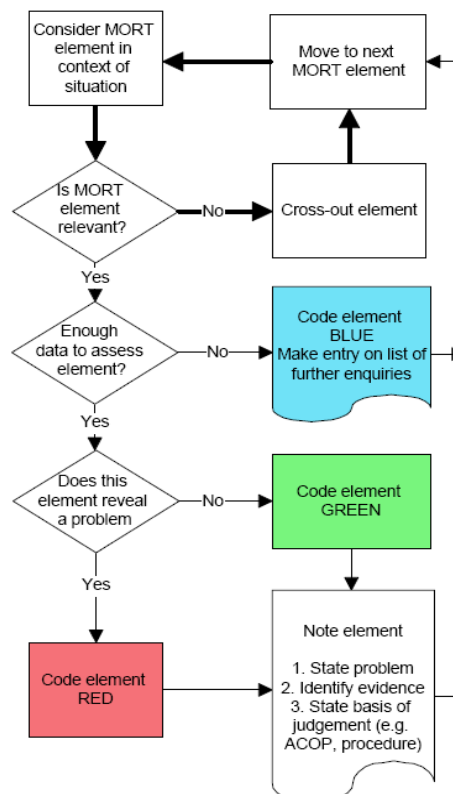 Consider MORT
element in
context of
situation
Move to next
MORT element
Is MORT
element
relevant?
No
Cross-out element
Yes
Enough
data to assess
element?
No
Code element
BLUE
Make entry on list of
further enquiries
Yes
Does this
element reveal
a problem
No
Code element
GREEN
Yes
Code element
RED
Note element
1. State problem
2. Identify evidence
3. State basis of
judgement (e.g.
ACOP, procedure)